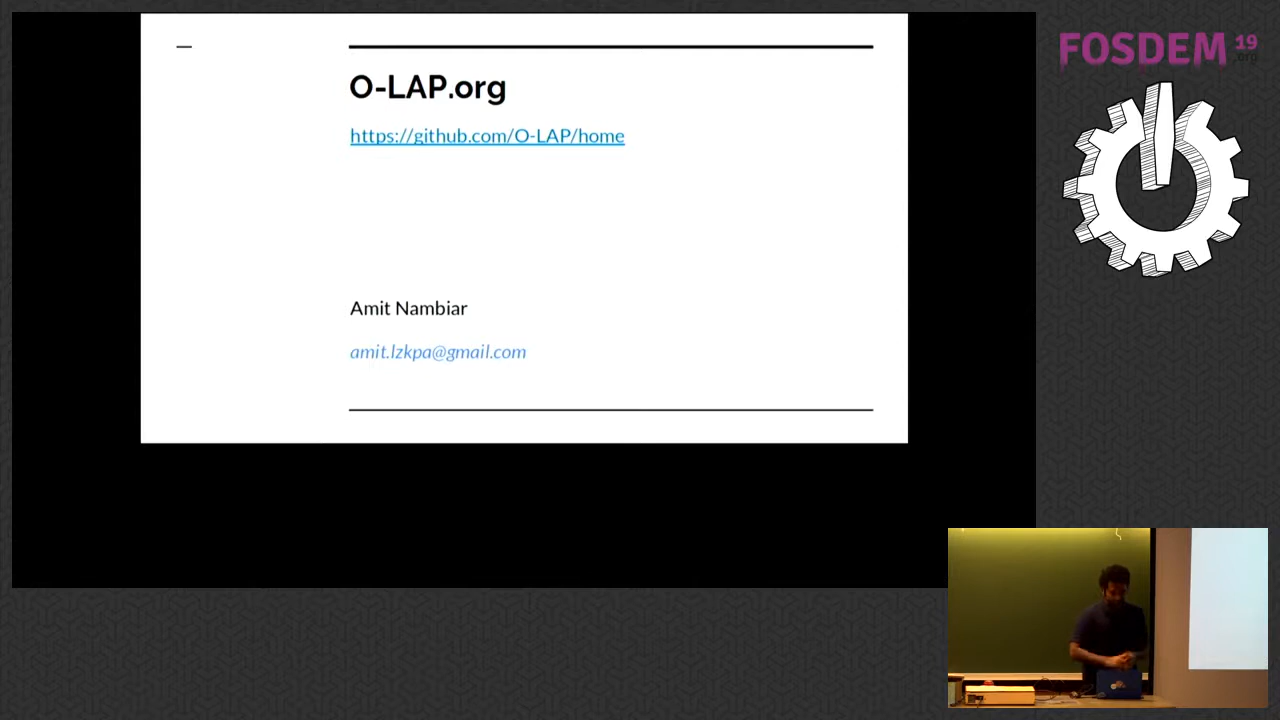 O-LAP.org
https://github.com/O-LAP/home
Amit Nambiar
amit.lzkpa@gmail.com
FOSDEM 19
.org